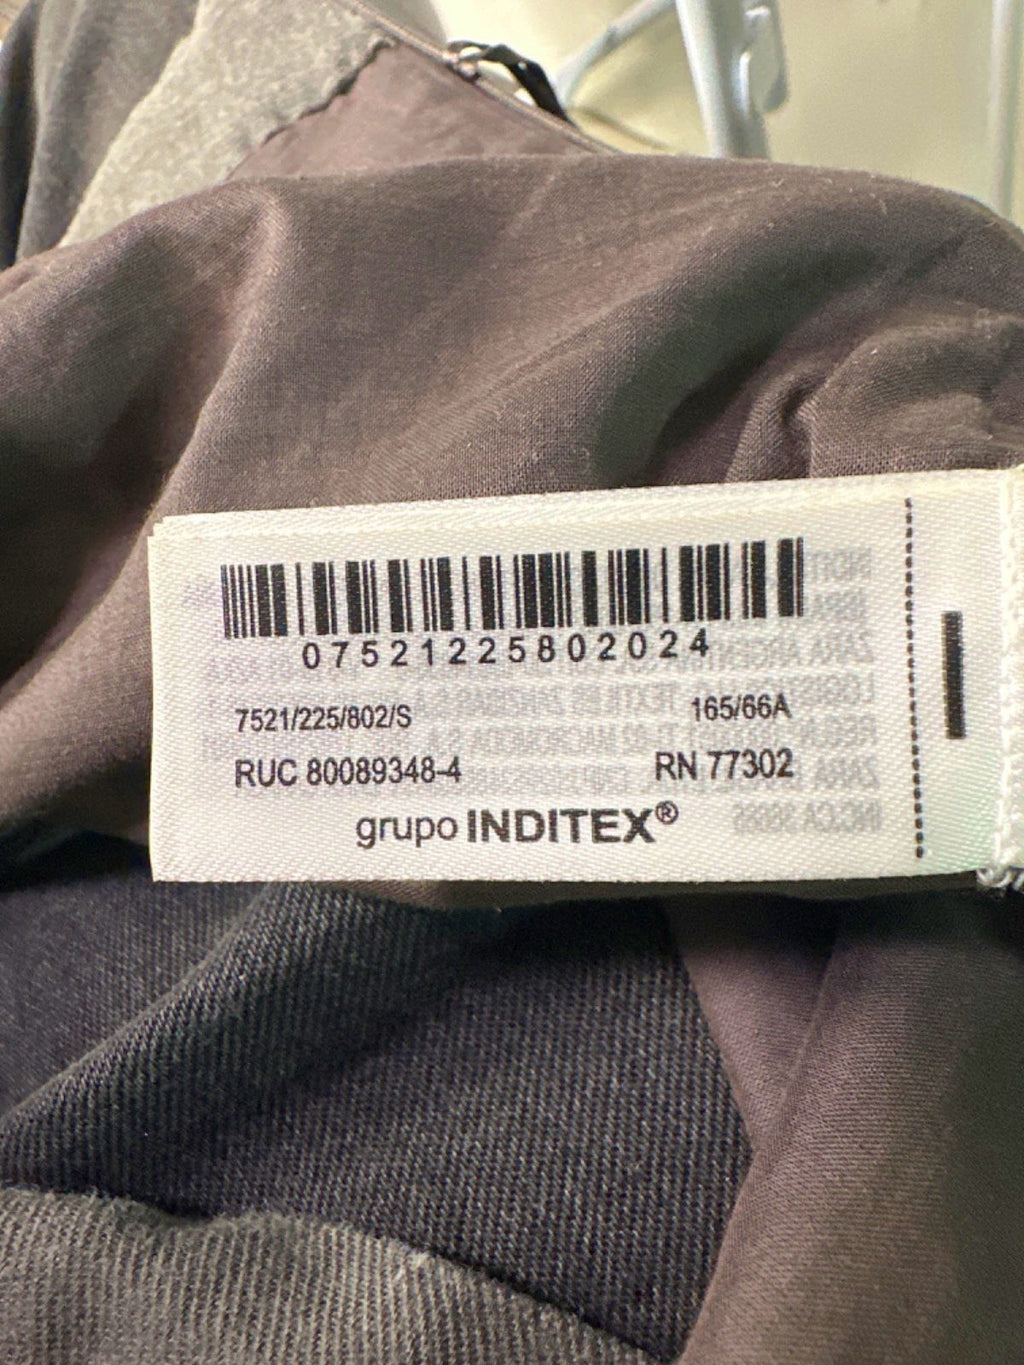 07521225802024
7521/225/802/S 165/66A
RUC 80089348-4 RN 77302
grupo INDITEX®